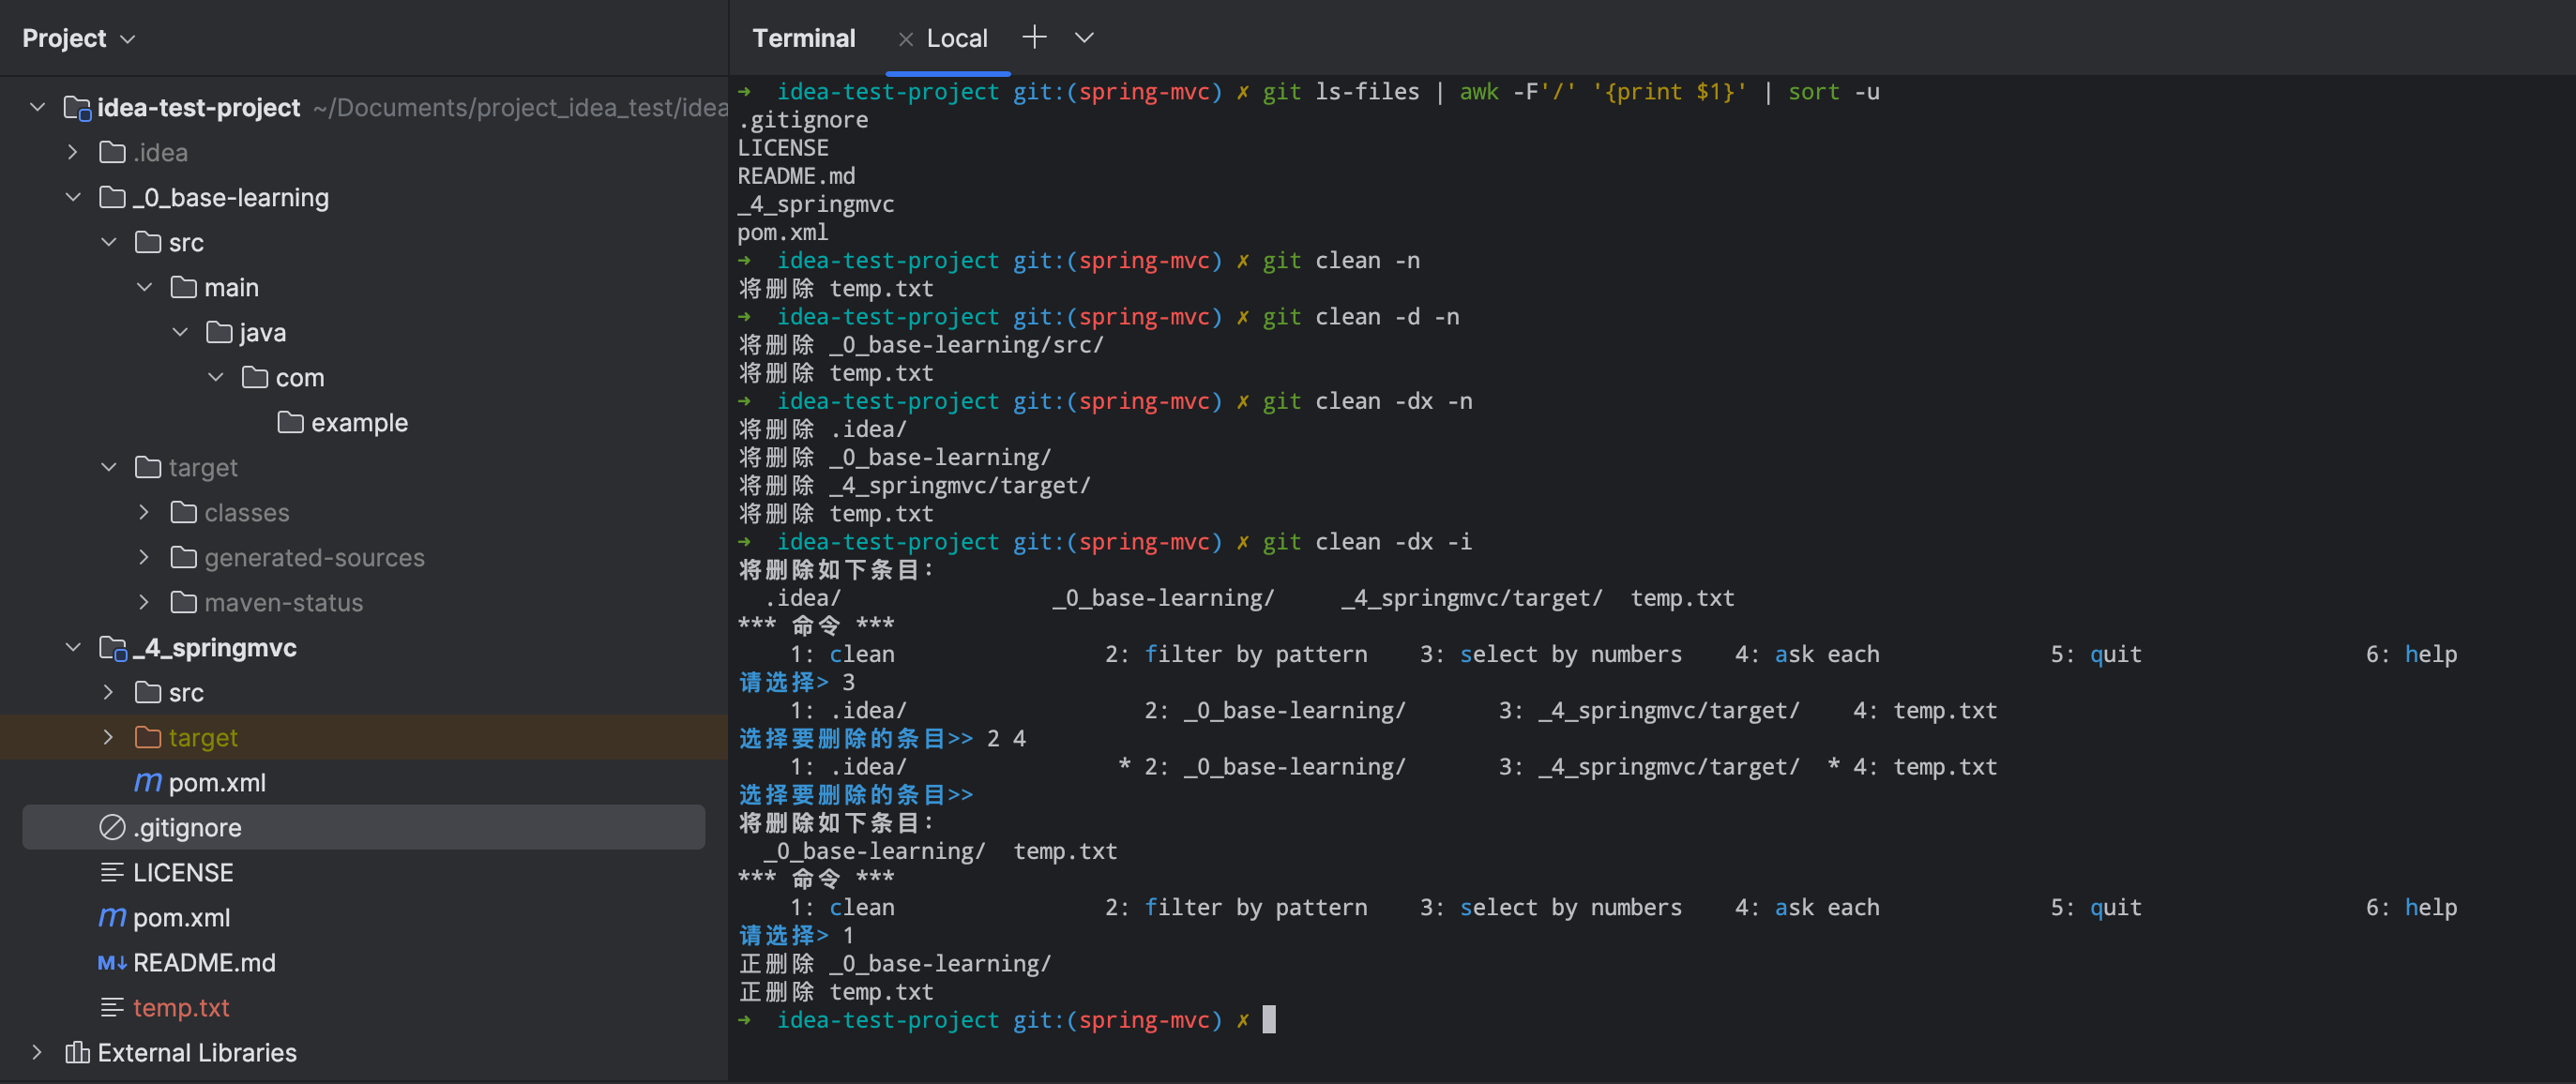 Project
idea-test-project ~/Documents/project_idea_test/idea
.idea
_0_base-learning
src
main
java
com
example
target
classes
generated-sources
maven-status
_4_springmvc
src
target
pom.xml
.gitignore
LICENSE
pom.xml
README.md
temp.txt
External Libraries
Terminal Local
➜ idea-test-project git:(spring-mvc) ✗ git ls-files | awk -F'/' '{print $1}' | sort -u
.gitignore
LICENSE
README.md
_4_springmvc
pom.xml
➜ idea-test-project git:(spring-mvc) ✗ git clean -n
将删除 temp.txt
➜ idea-test-project git:(spring-mvc) ✗ git clean -d -n
将删除 _0_base-learning/src/
将删除 temp.txt
➜ idea-test-project git:(spring-mvc) ✗ git clean -dx -n
将删除 .idea/
将删除 _0_base-learning/
将删除 _4_springmvc/target/
将删除 temp.txt
➜ idea-test-project git:(spring-mvc) ✗ git clean -dx -i
将删除如下条目：
.idea/ _0_base-learning/ _4_springmvc/target/ temp.txt
*** 命令 ***
1: clean 2: filter by pattern 3: select by numbers 4: ask each 5: quit 6: help
请选择> 3
1: .idea/ 2: _0_base-learning/ 3: _4_springmvc/target/ 4: temp.txt
选择要删除的条目>> 2 4
1: .idea/ * 2: _0_base-learning/ 3: _4_springmvc/target/ * 4: temp.txt
选择要删除的条目>>
将删除如下条目：
_0_base-learning/ temp.txt
*** 命令 ***
1: clean 2: filter by pattern 3: select by numbers 4: ask each 5: quit 6: help
请选择> 1
正删除 _0_base-learning/
正删除 temp.txt
➜ idea-test-project git:(spring-mvc) ✗